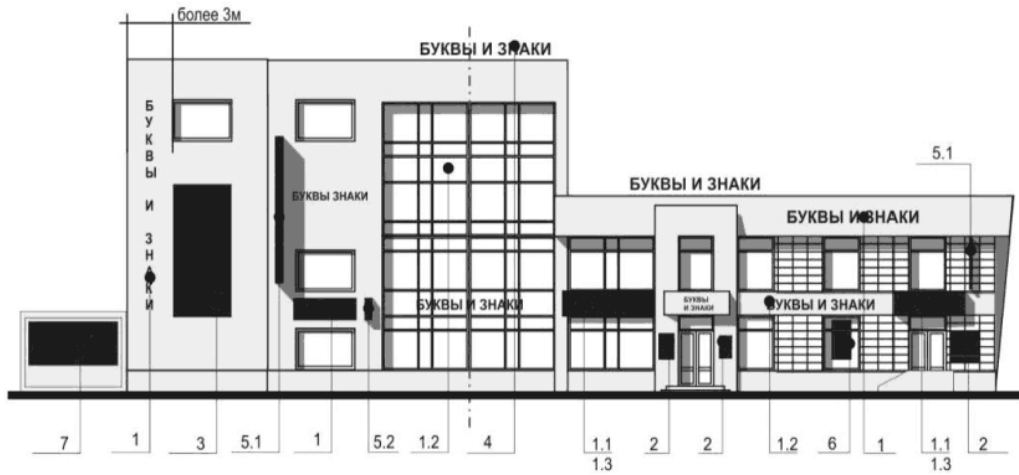 более 3м
БУКВЫ И ЗНАКИ
БУКВЫ И ЗНАКИ
БУКВЫ ЗНАКИ
БУКВЫ И ЗНАКИ
БУКВЫ И ЗНАКИ
БУКВЫ И ЗНАКИ
5.1
БУКВЫ
И ЗНАКИ
БУКВЫ И ЗНАКИ
7
1
3
5.1
1
5.2
1.2
4
1.1
1.3
2
2
1.2
6
1
1.1
1.3
2